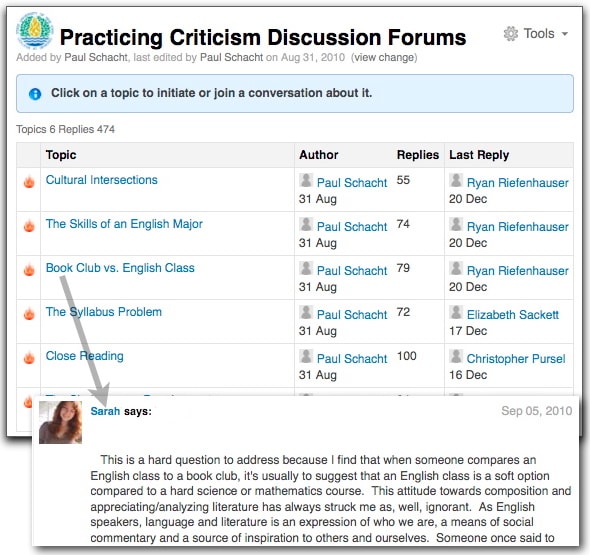 Practicing Criticism Discussion Forums
Tools
Added by Paul Schacht, last edited by Paul Schacht on Aug 31, 2010 (view change)
Click on a topic to initiate or join a conversation about it.
Topics 6 Replies 474
Topic Author Replies Last Reply
Cultural Intersections Paul Schacht 55 Ryan Riefenhauser
31 Aug 20 Dec
The Skills of an English Major Paul Schacht 74 Ryan Riefenhauser
31 Aug 20 Dec
Book Club vs. English Class Paul Schacht 79 Ryan Riefenhauser
31 Aug 20 Dec
The Syllabus Problem Paul Schacht 72 Elizabeth Sackett
31 Aug 17 Dec
Close Reading Paul Schacht 100 Christopher Pursel
31 Aug 16 Dec
Sarah says: Sep 05, 2010
This is a hard question to address because I find that when someone compares an
English class to a book club, it's usually to suggest that an English class is a soft option
compared to a hard science or mathematics course. This attitude towards composition and
appreciating/analyzing literature has always struck me as, well, ignorant. As English
speakers, language and literature is an expression of who we are, a means of social
commentary and a source of inspiration to others and ourselves. Someone once said to